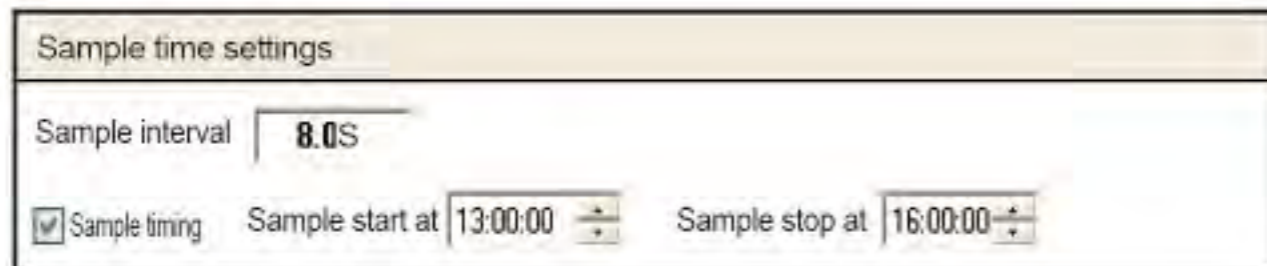 Sample time settings
Sample interval 8.0S
Sample timing Sample start at 13:00:00 Sample stop at 16:00:00